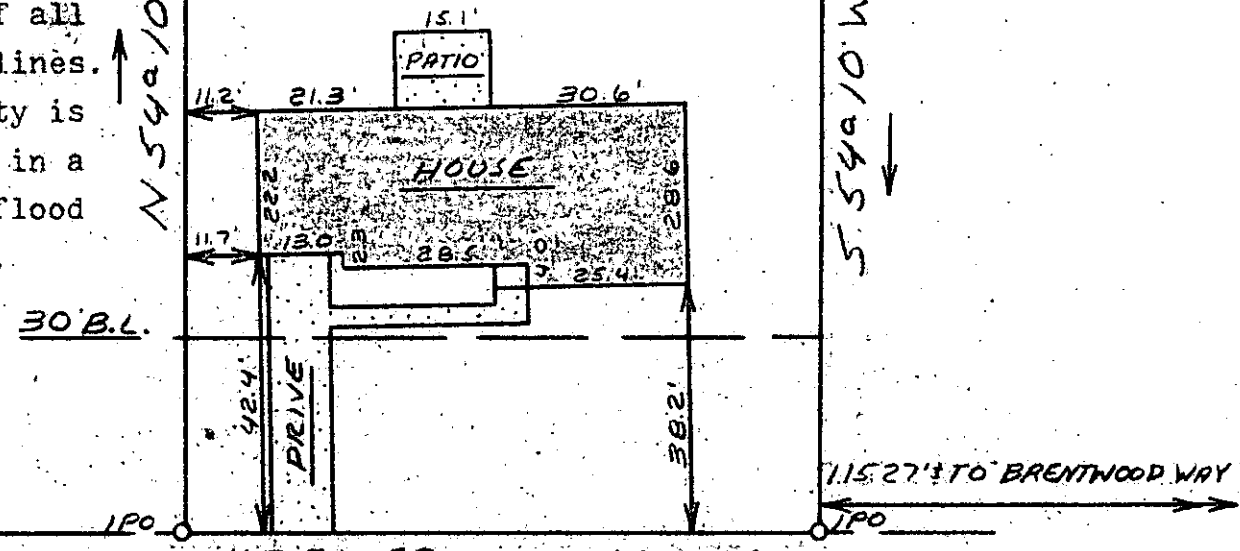 f all
lines.
ty is
in a
flood
N 54° 10
S 54° 10' W
15.1'
PATIO
11.2'
21.3'
30.6'
HOUSE
22.2
28.6
11.7'
13.0
2.3
28.5
25.4
30' B.L.
42.4'
DRIVE
38.2'
115.27'± TO BRENTWOOD WAY
IPO
IPO